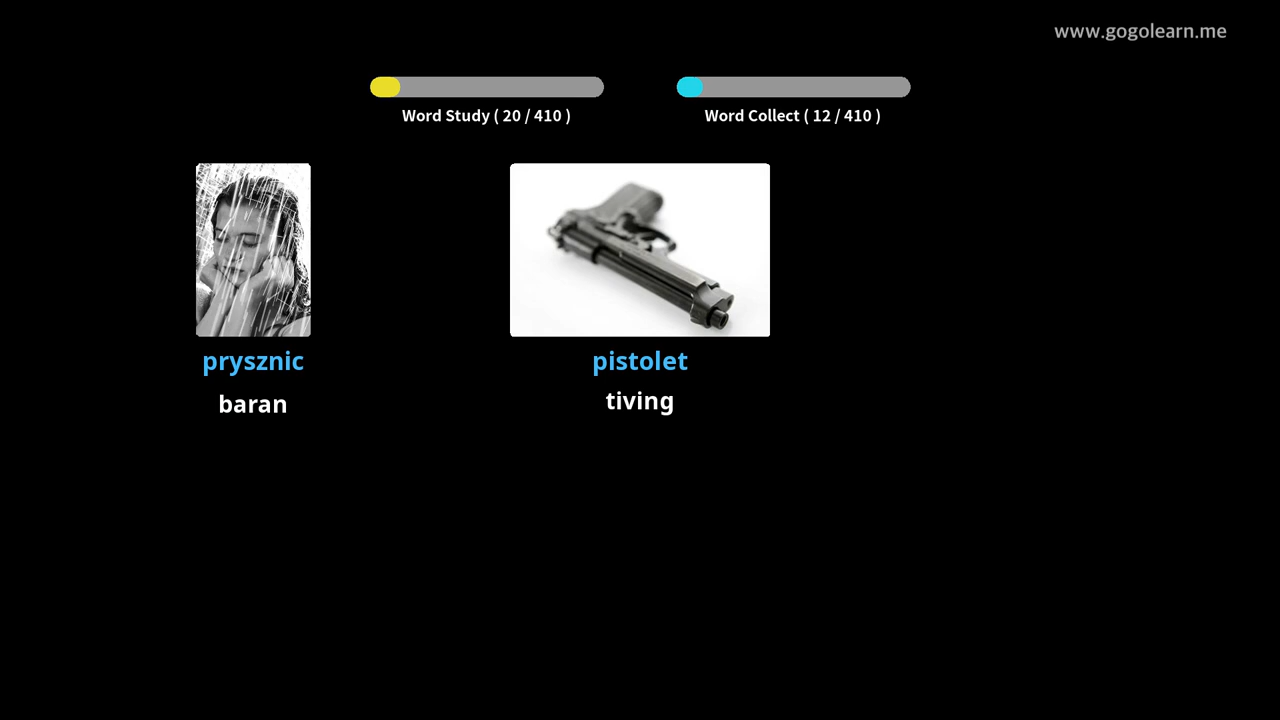 www.gogolearn.me
Word Study ( 20 / 410 )
Word Collect ( 12 / 410 )
prysznic
baran
pistolet
tiving